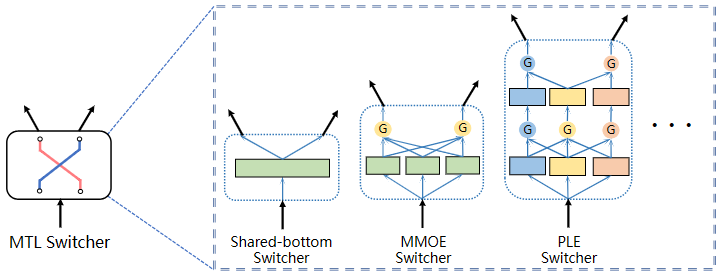 G
G
G
G
G
G
G
MTL Switcher
Shared-bottom
Switcher
MMOE
Switcher
PLE
Switcher